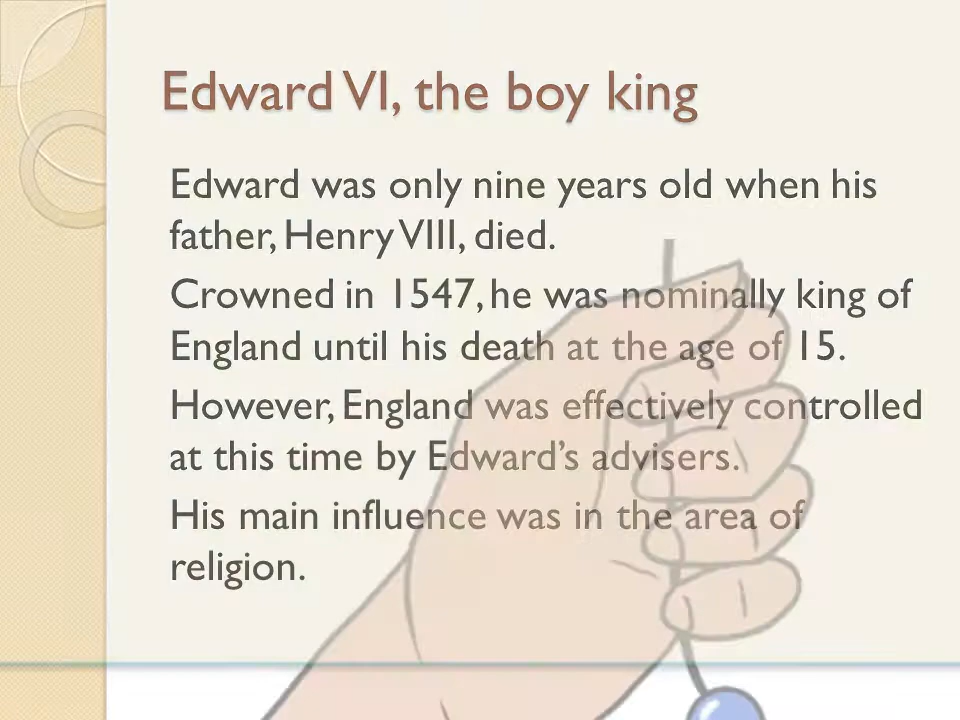 Edward VI, the boy king
Edward was only nine years old when his
father, Henry VIII, died.
Crowned in 1547, he was nominally king of
England until his death at the age of 15.
However, England was effectively controlled
at this time by Edward’s advisers.
His main influence was in the area of
religion.